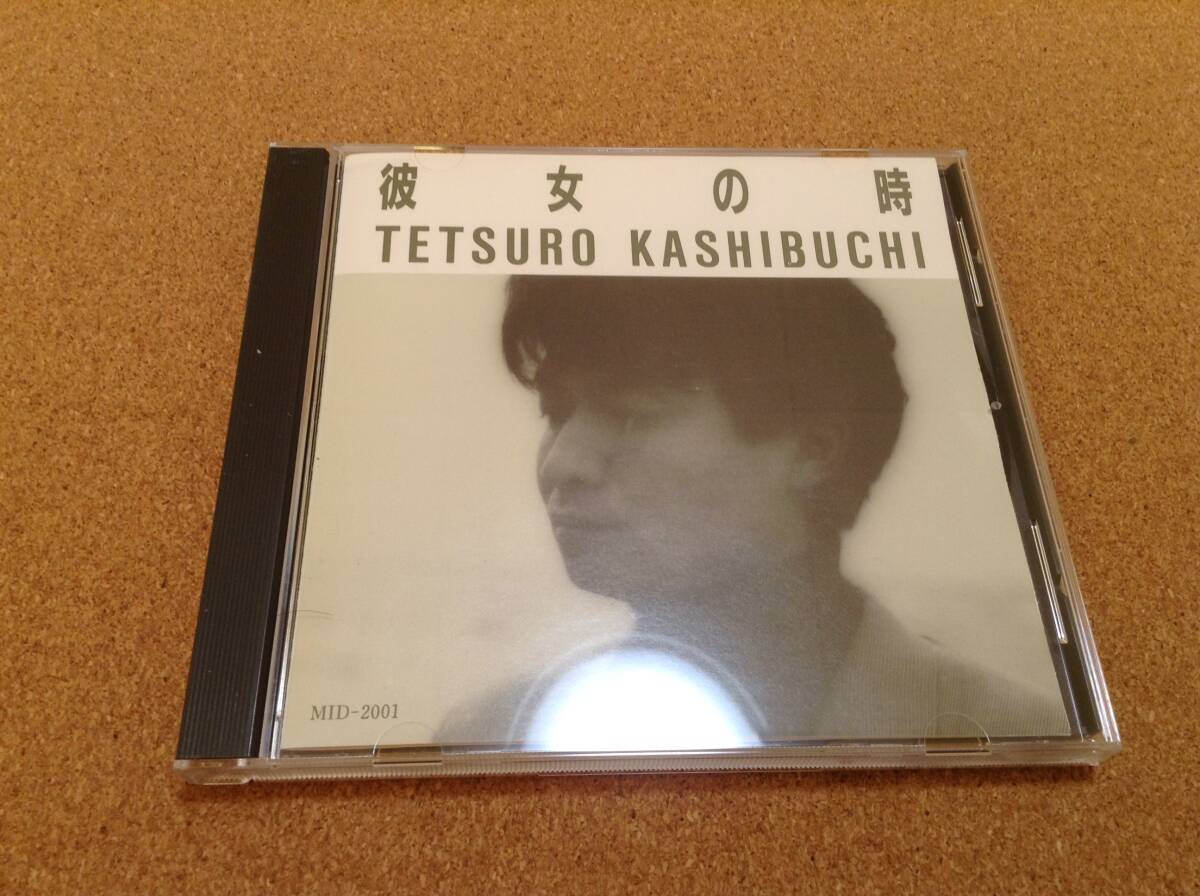 彼女の時
TETSURO KASHIBUCHI
MID-2001